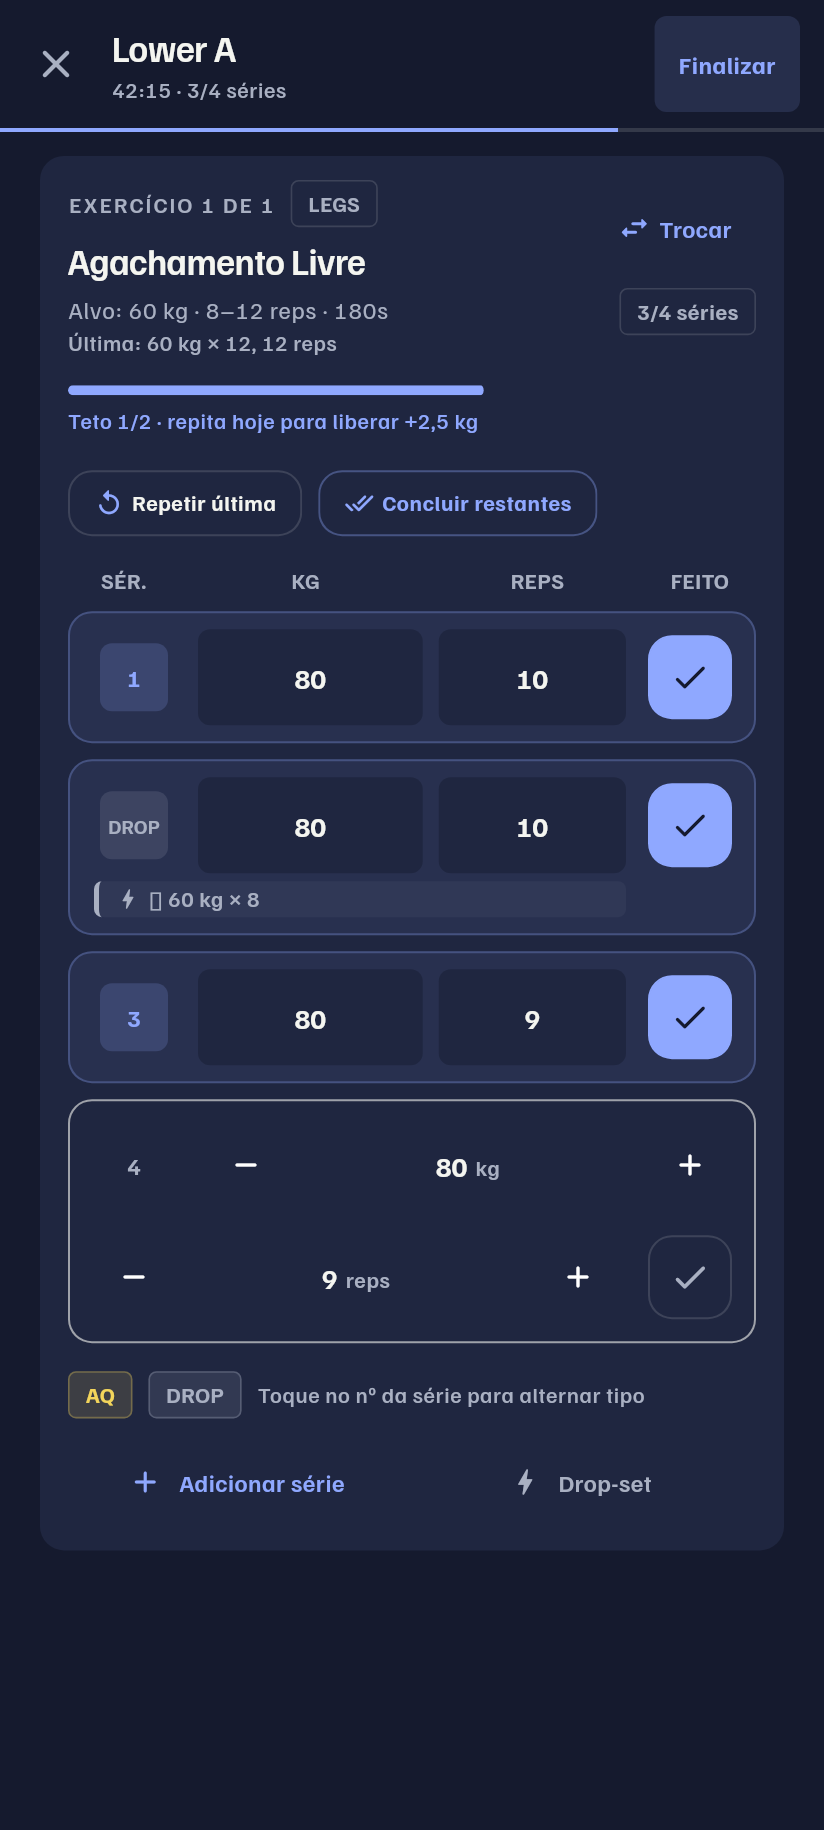 Lower A
42:15 · 3/4 séries
Finalizar
EXERCÍCIO 1 DE 1
LEGS
Trocar
Agachamento Livre
Alvo: 60 kg · 8–12 reps · 180s
3/4 séries
Última: 60 kg × 12, 12 reps
Teto 1/2 · repita hoje para liberar +2,5 kg
Repetir última
Concluir restantes
SÉR. KG REPS FEITO
1 80 10
DROP 80 10
60 kg × 8
3 80 9
4 − 80 kg +
− 9 reps +
AQ DROP Toque no nº da série para alternar tipo
+ Adicionar série
Drop-set